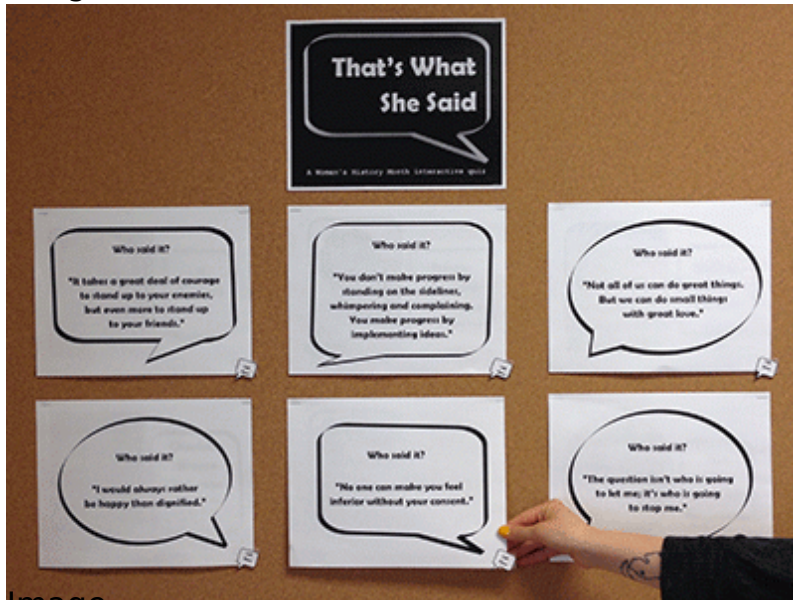 That's What
She Said
A Women's History Month interactive quiz
Who said it?
"It takes a great deal of courage
to stand up to your enemies,
but even more to stand up
to your friends."
Who said it?
"You don't make progress by
standing on the sidelines,
whimpering and complaining.
You make progress by
implementing ideas."
Who said it?
"Not all of us can do great things.
But we can do small things
with great love."
Who said it?
"I would always rather
be happy than dignified."
Who said it?
"No one can make you feel
inferior without your consent."
Who said it?
"The question isn't who is going
to let me; it's who is going
to stop me."